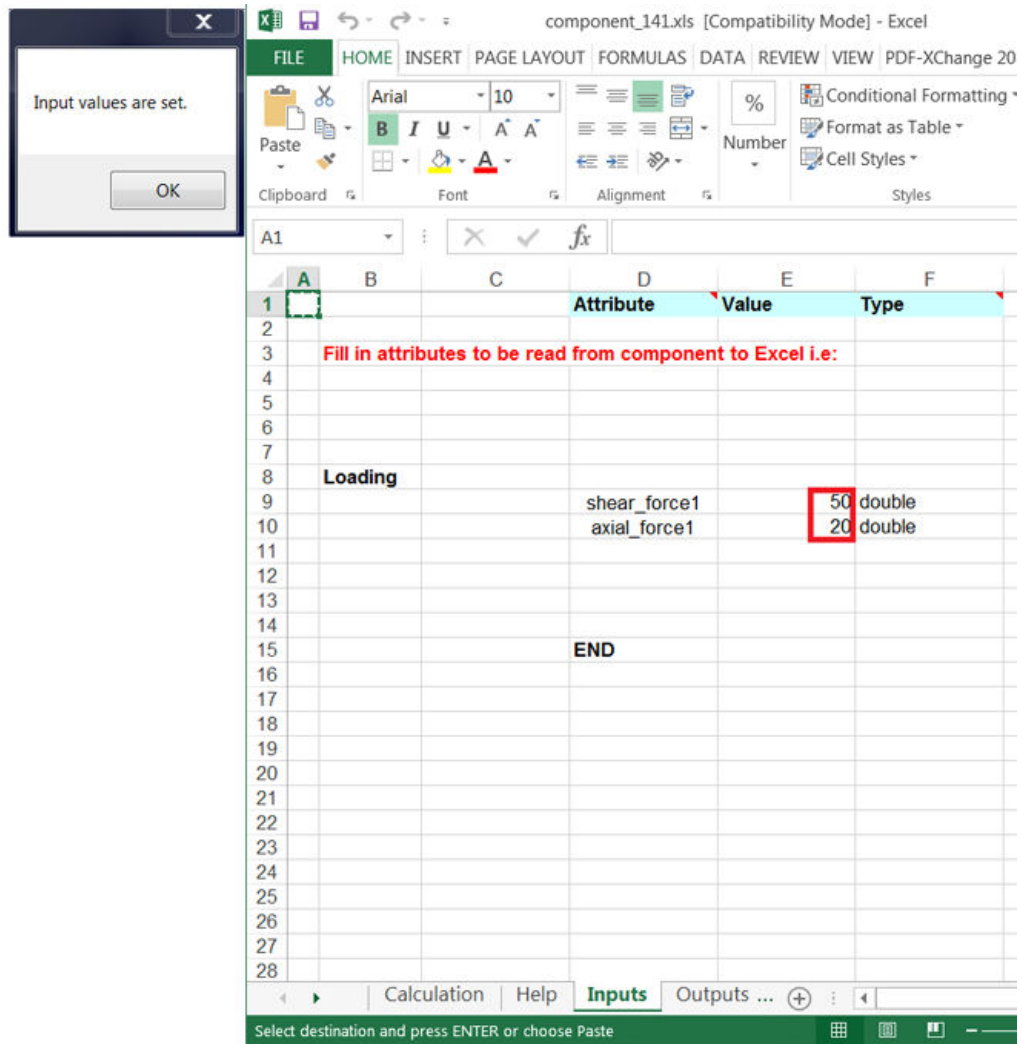 X
Input values are set.
OK
component_141.xls [Compatibility Mode] - Excel
FILE HOME INSERT PAGE LAYOUT FORMULAS DATA REVIEW VIEW PDF-XChange 20
Arial 10
Paste
B I U A A
A
%
Number
Conditional Formatting
Format as Table
Cell Styles
Clipboard Font Alignment Styles
A1 fx
A B C D E F
1 Attribute Value Type
2
3 Fill in attributes to be read from component to Excel i.e:
4
5
6
7
8 Loading
9 shear_force1 50 double
10 axial_force1 20 double
11
12
13
14
15 END
16
17
18
19
20
21
22
23
24
25
26
27
28
Calculation Help Inputs Outputs ...
Select destination and press ENTER or choose Paste